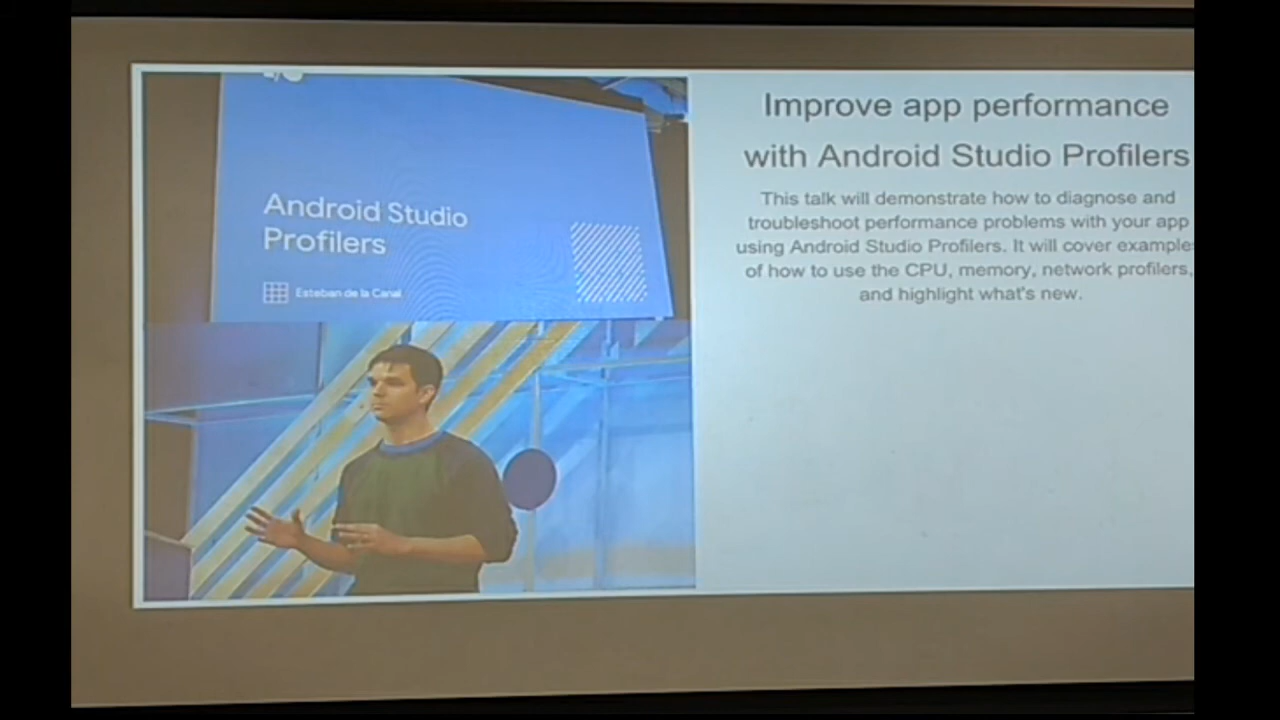 Android Studio
Profilers
Esteban de la Canal
Improve app performance
with Android Studio Profilers
This talk will demonstrate how to diagnose and
troubleshoot performance problems with your app
using Android Studio Profilers. It will cover example
of how to use the CPU, memory, network profilers,
and highlight what's new.